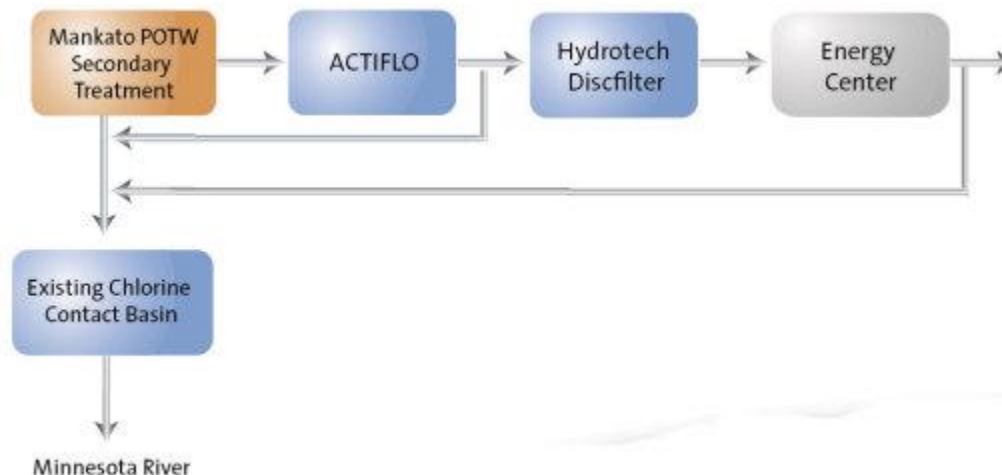 Mankato POTW
Secondary
Treatment
ACTIFLO
Hydrotech
Discfilter
Energy
Center
Existing Chlorine
Contact Basin
Minnesota River